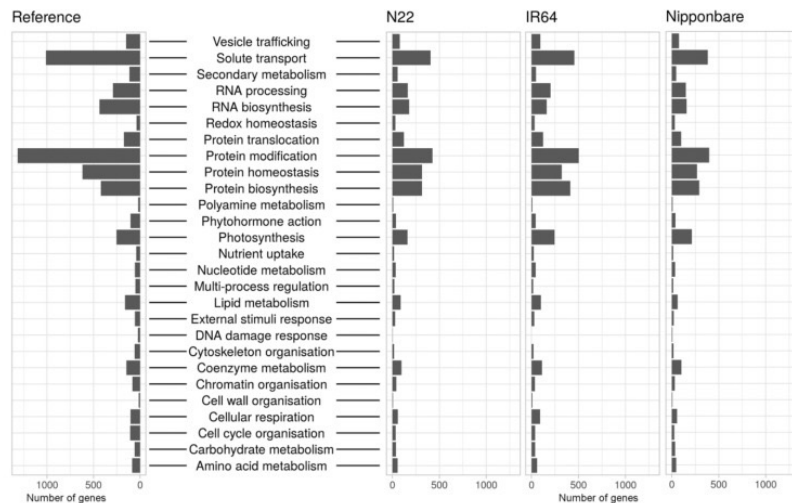 Reference N22 IR64 Nipponbare
Vesicle trafficking
Solute transport
Secondary metabolism
RNA processing
RNA biosynthesis
Redox homeostasis
Protein translocation
Protein modification
Protein homeostasis
Protein biosynthesis
Polyamine metabolism
Phytohormone action
Photosynthesis
Nutrient uptake
Nucleotide metabolism
Multi-process regulation
Lipid metabolism
External stimuli response
DNA damage response
Cytoskeleton organisation
Coenzyme metabolism
Chromatin organisation
Cell wall organisation
Cellular respiration
Cell cycle organisation
Carbohydrate metabolism
Amino acid metabolism
1000 500 0 0 500 1000 0 500 1000 0 500 1000
Number of genes Number of genes